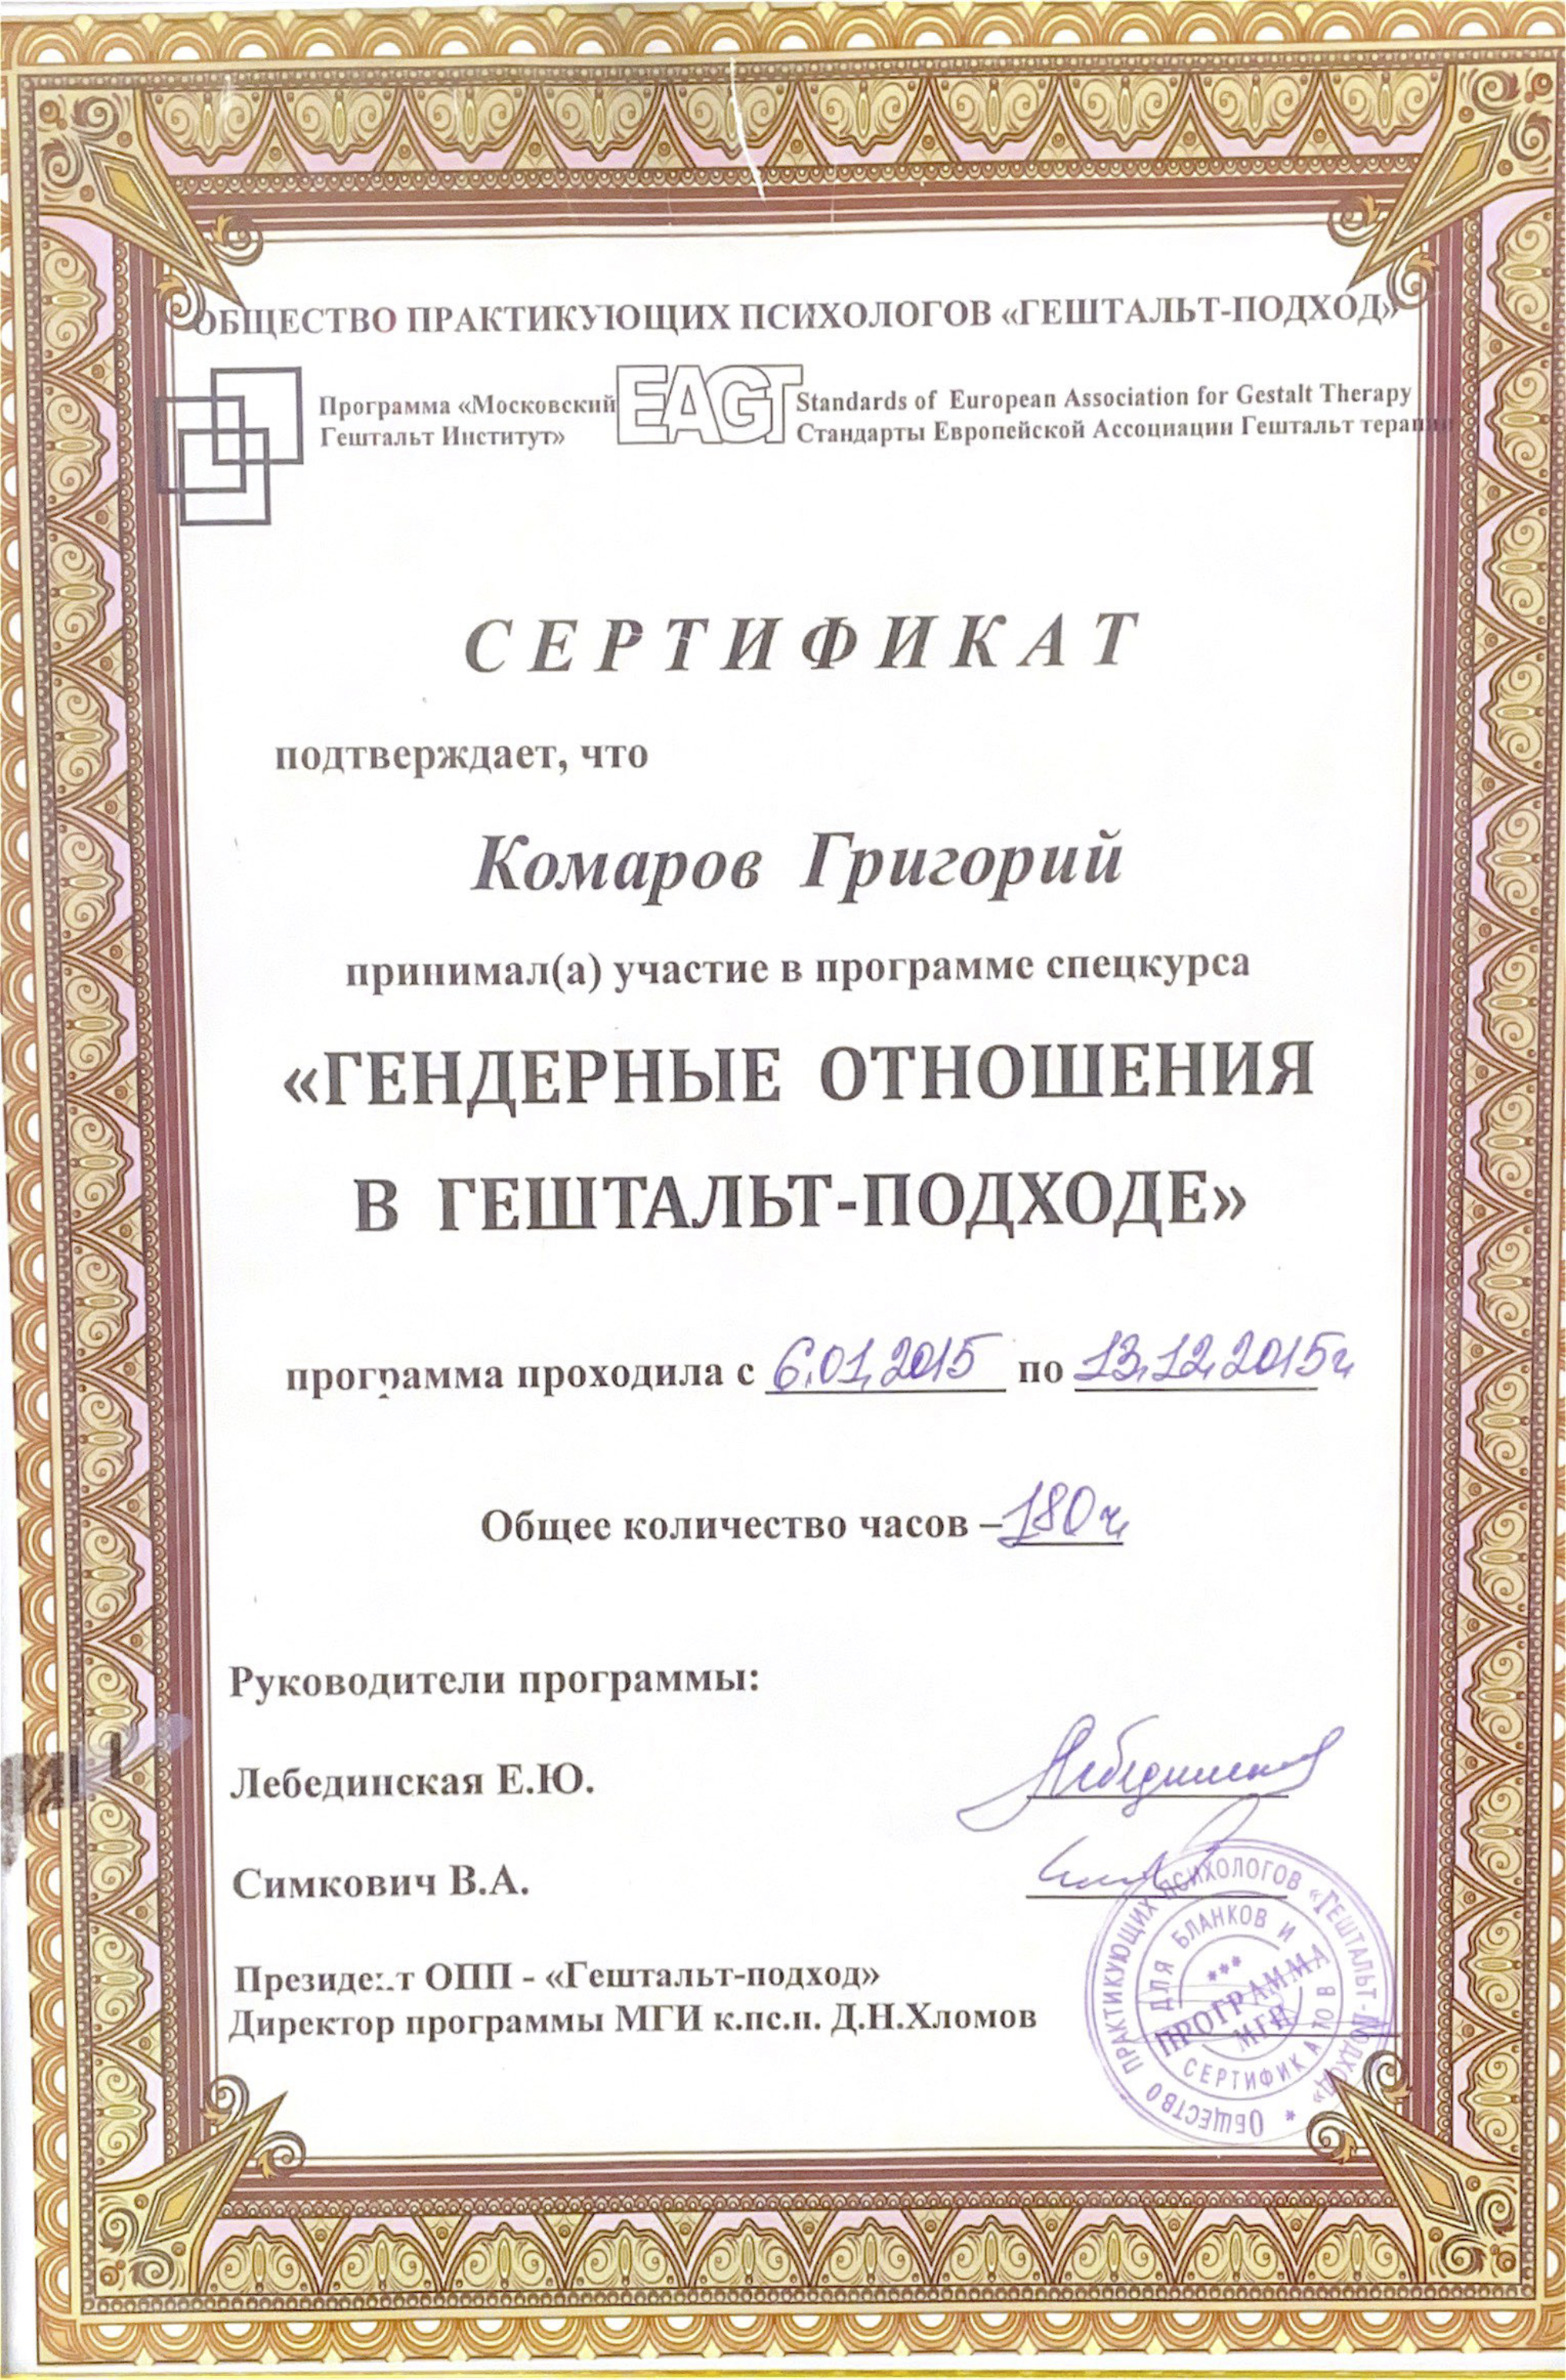 ОБЩЕСТВО ПРАКТИКУЮЩИХ ПСИХОЛОГОВ «ГЕШТАЛЬТ-ПОДХОД»
Программа «Московский
Гештальт Институт»
EAGT
Standards of European Association for Gestalt Therapy
Стандарты Европейской Ассоциации Гештальт терапии
СЕРТИФИКАТ
подтверждает, что
Комаров Григорий
принимал(а) участие в программе спецкурса
«ГЕНДЕРНЫЕ ОТНОШЕНИЯ
В ГЕШТАЛЬТ-ПОДХОДЕ»
программа проходила с 6.01.2015 по 13.12.2015г
Общее количество часов – 180 ч
Руководители программы:
Лебединская Е.Ю.
Симкович В.А.
Президент ОПП - «Гештальт-подход»
Директор программы МГИ к.пс.н. Д.Н.Хломов
ОБЩЕСТВО ПРАКТИКУЮЩИХ ПСИХОЛОГОВ «ГЕШТАЛЬТ-ПОДХОД»
ДЛЯ БЛАНКОВ И СЕРТИФИКАТОВ
ПРОГРАММА
МГИ